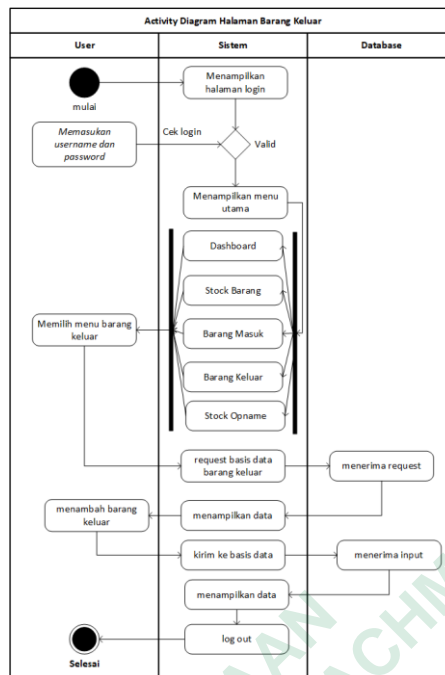 Activity Diagram Halaman Barang Keluar
User
Sistem
Database
mulai
Menampilkan
halaman login
Memasukan
username dan
password
Cek login
Valid
Menampilkan menu
utama
Dashboard
Stock Barang
Memilih menu barang
keluar
Barang Masuk
Barang Keluar
Stock Opname
request basis data
barang keluar
menerima request
menambah barang
keluar
menampilkan data
kirim ke basis data
menerima input
menampilkan data
log out
Selesai